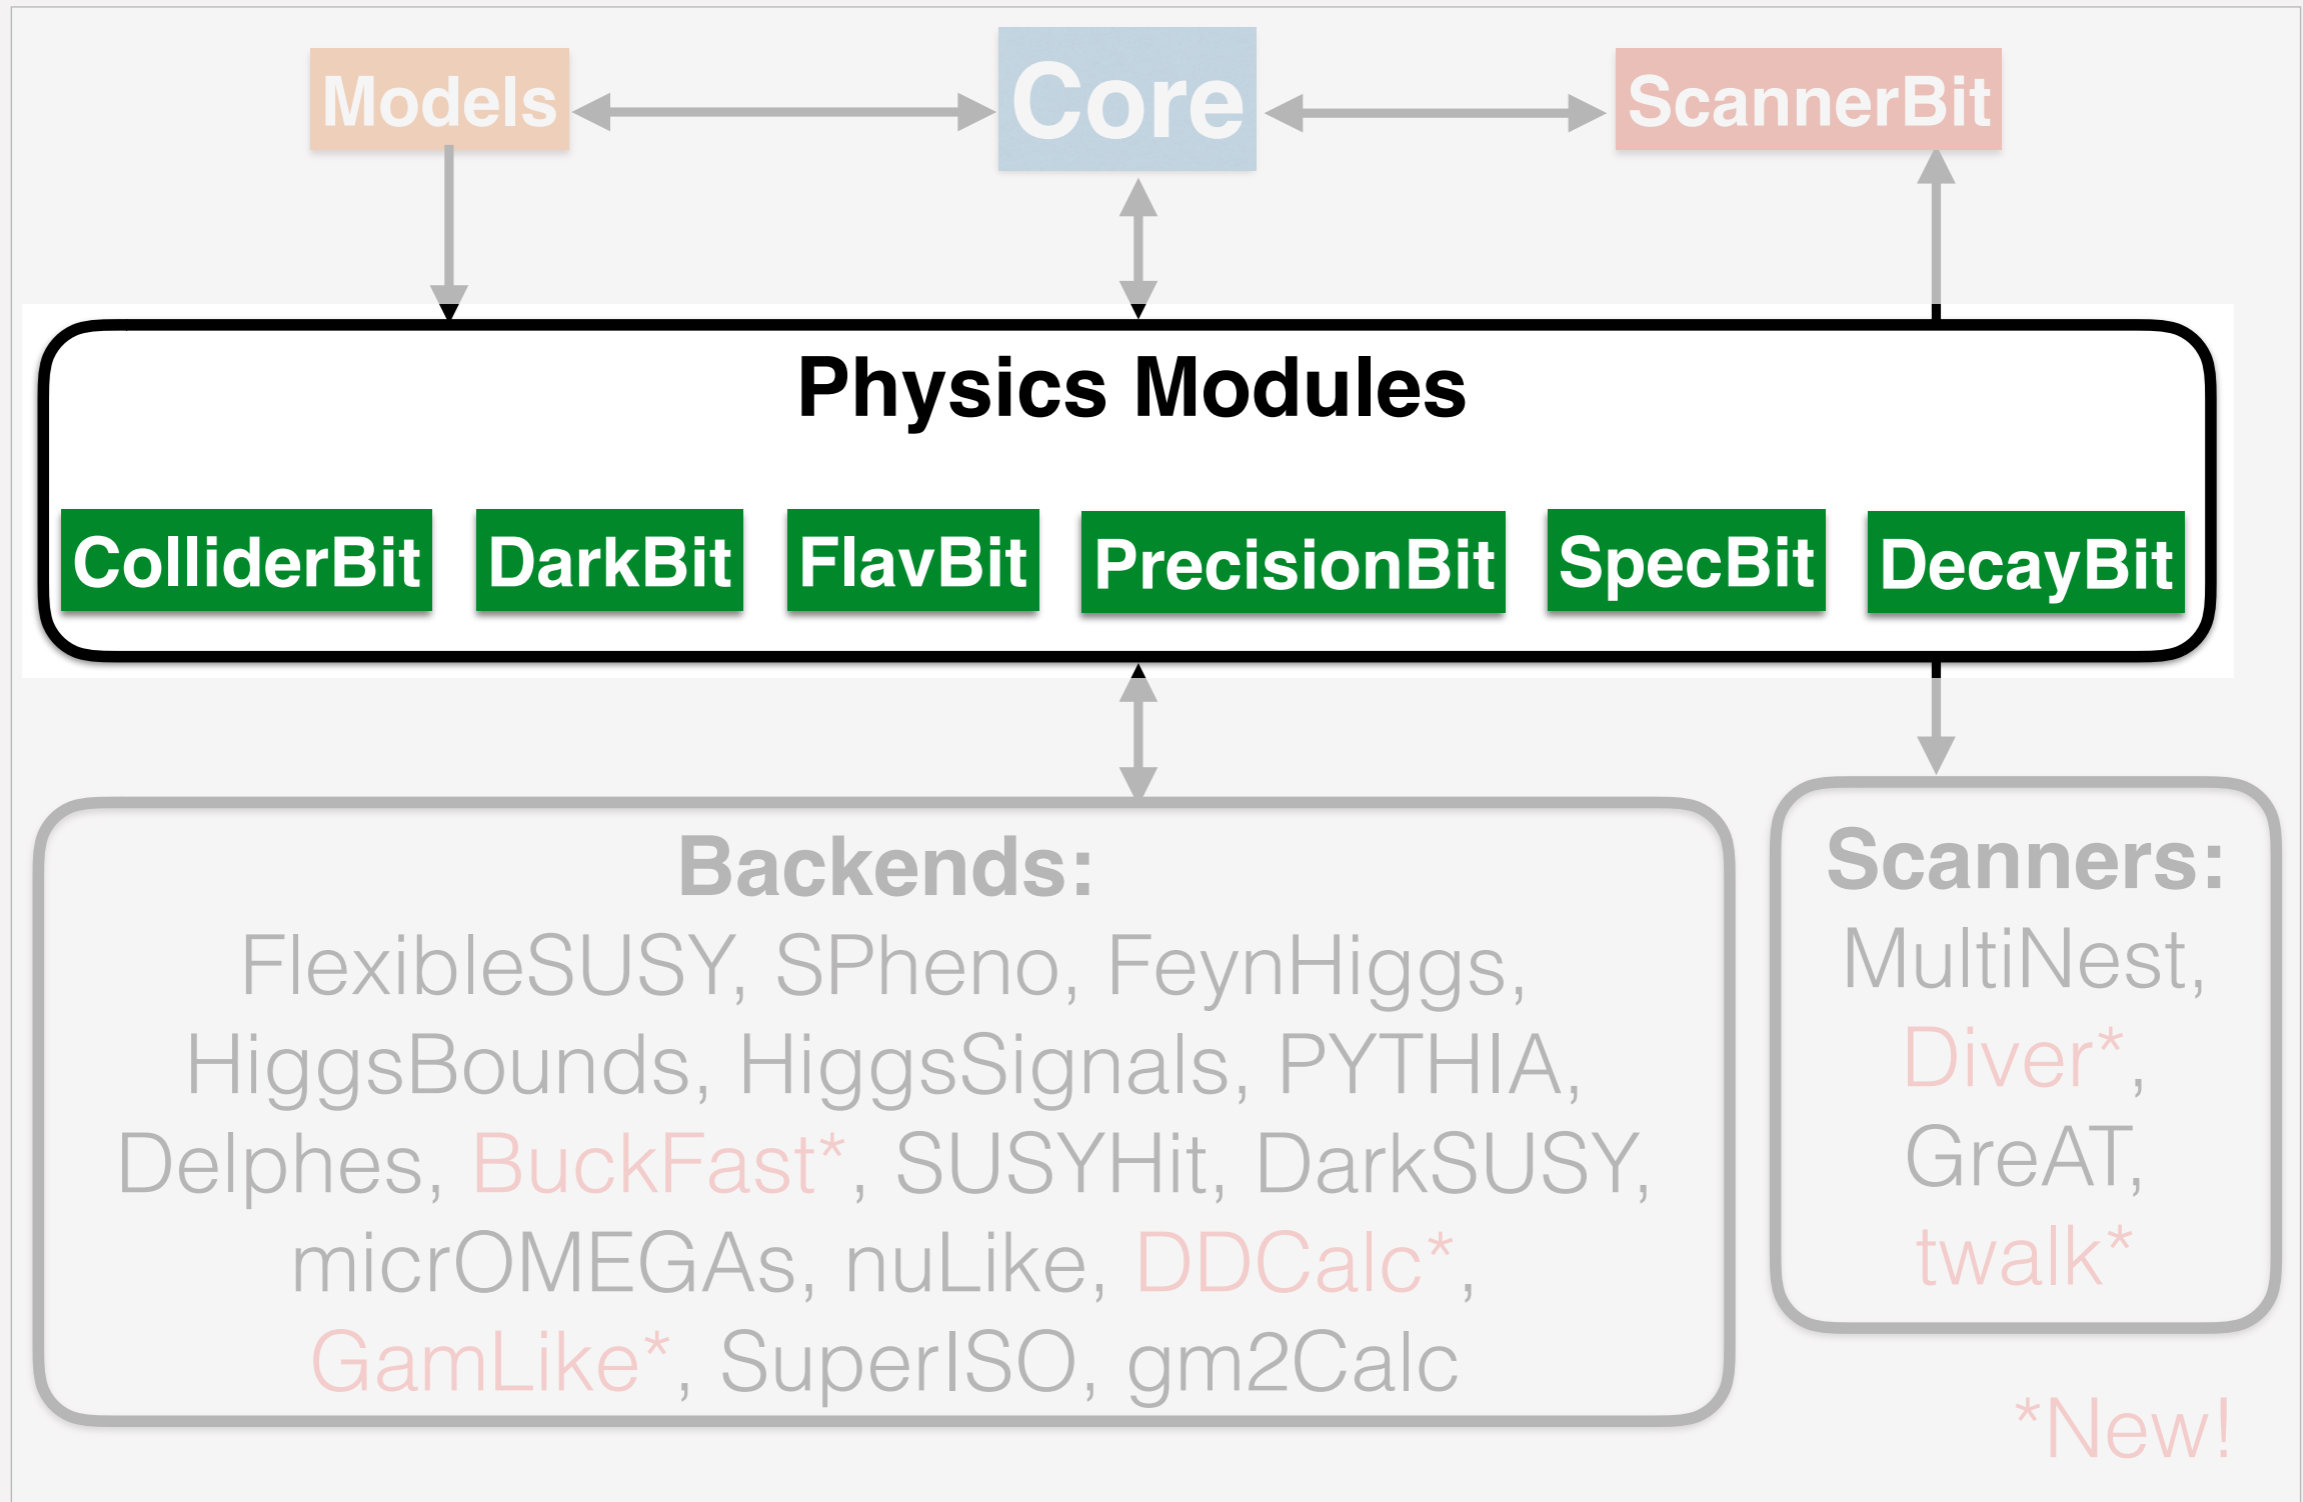 Models
Core
ScannerBit
Physics Modules
ColliderBit
DarkBit
FlavBit
PrecisionBit
SpecBit
DecayBit
Backends:
FlexibleSUSY, SPheno, FeynHiggs,
HiggsBounds, HiggsSignals, PYTHIA,
Delphes, BuckFast*, SUSYHit, DarkSUSY,
micrOMEGAs, nuLike, DDCalc*,
GamLike*, SuperISO, gm2Calc
Scanners:
MultiNest,
Diver*,
GreAT,
twalk*
*New!